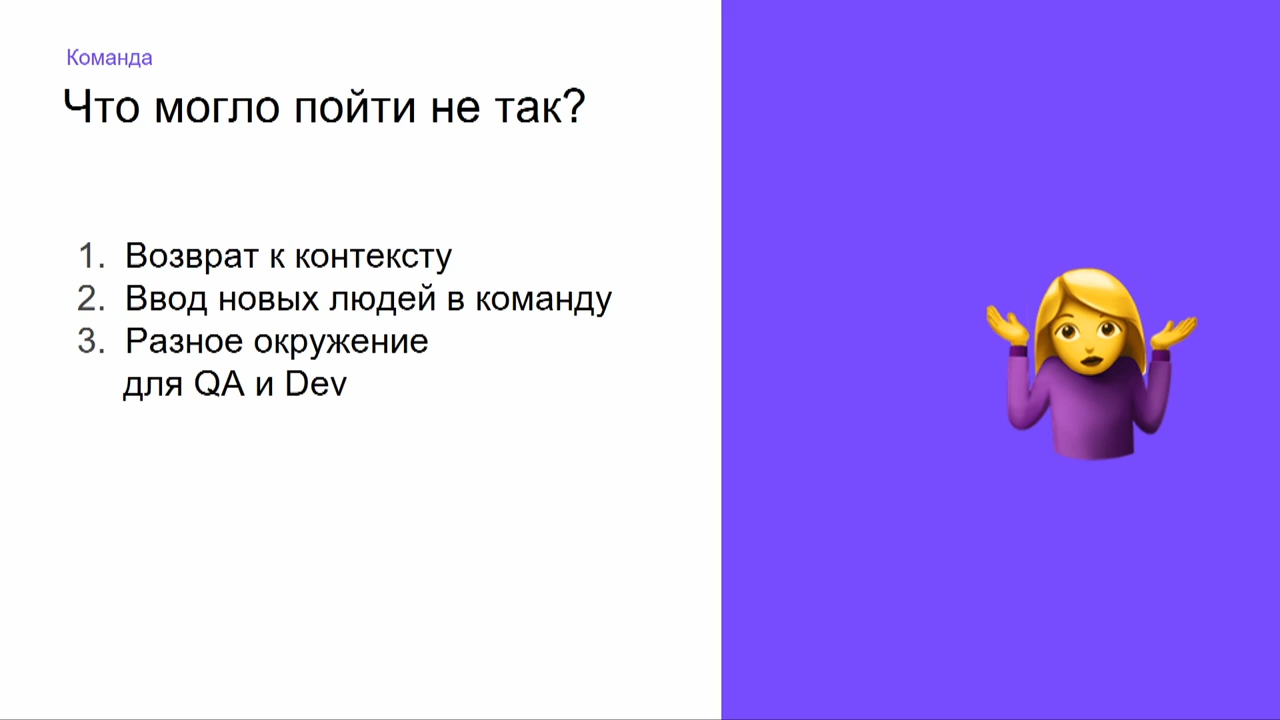 Команда
Что могло пойти не так?
1. Возврат к контексту
2. Ввод новых людей в команду
3. Разное окружение
для QA и Dev